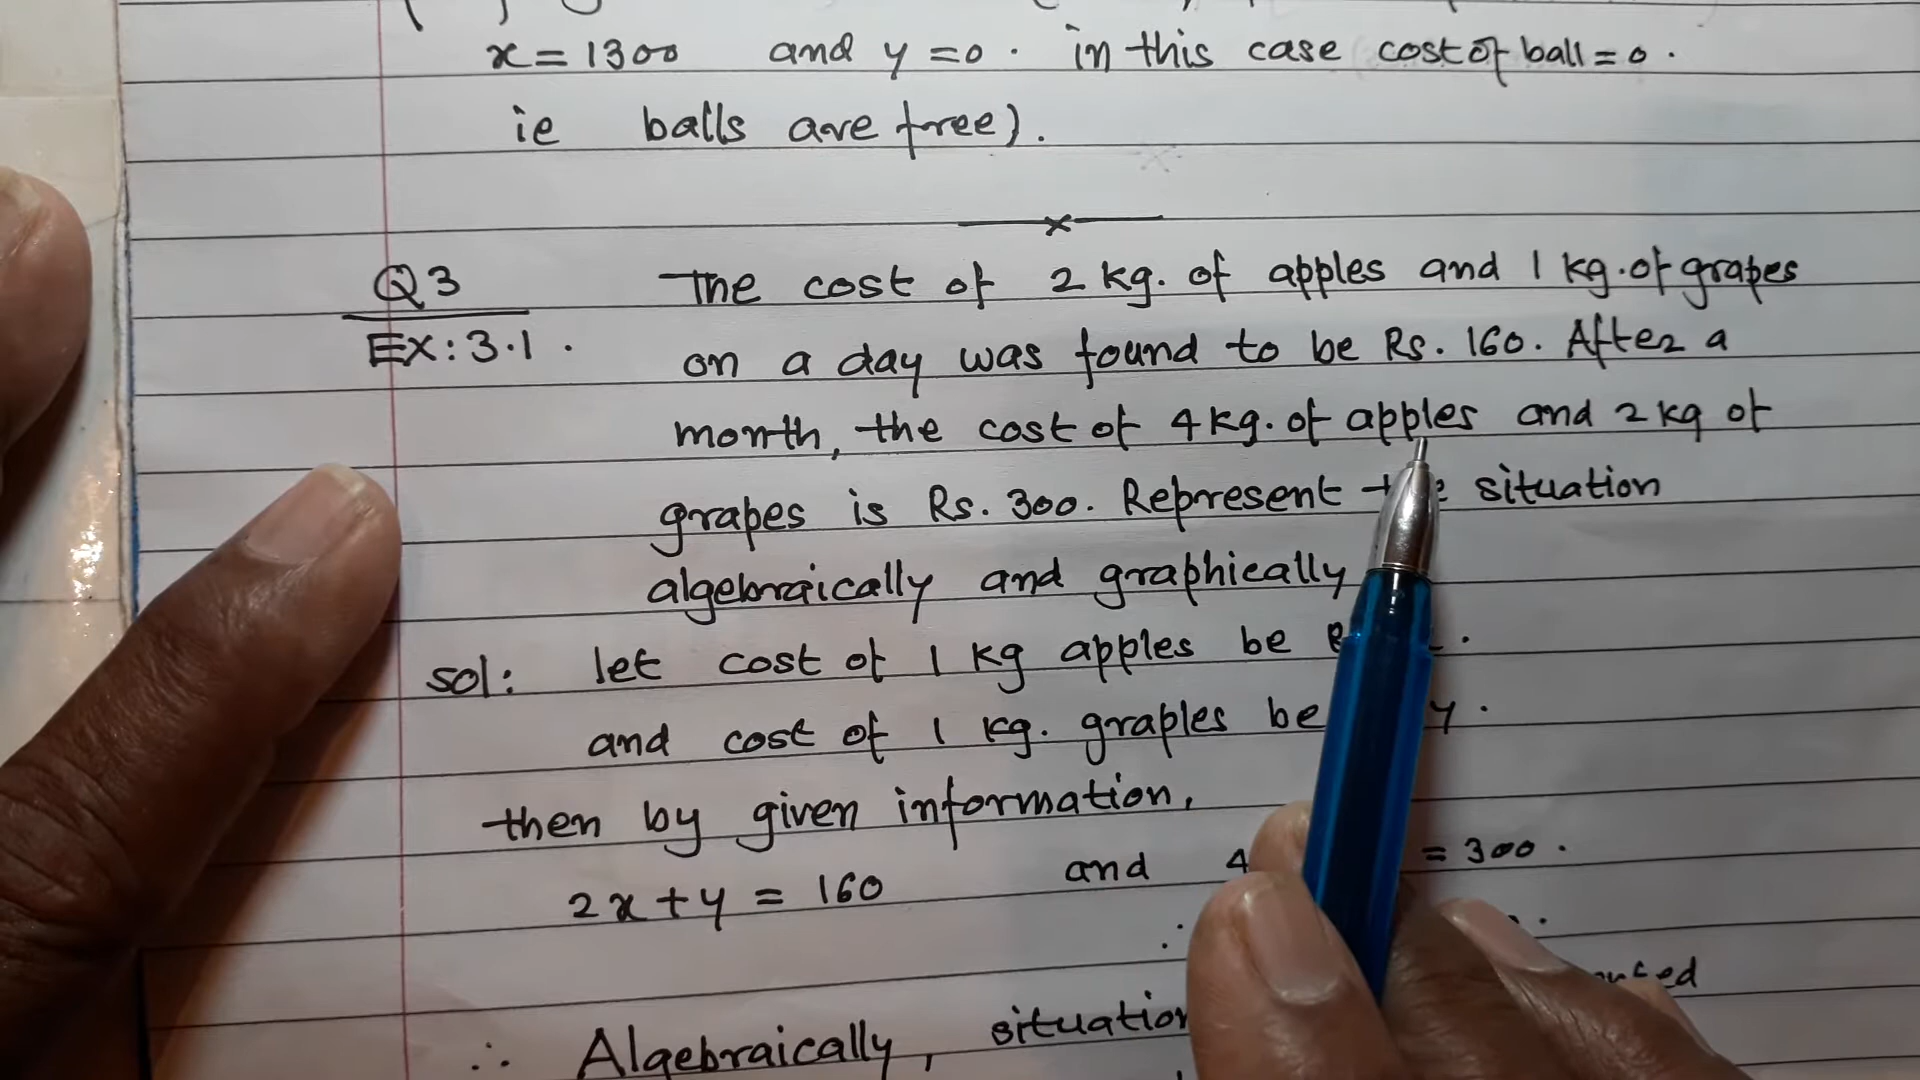 x = 1300 and y = 0 . in this case cost of ball = 0 .
ie balls are free ) .
Q3 The cost of 2 kg. of apples and 1 kg. of grapes
EX: 3.1 . on a day was found to be Rs. 160. After a
month, the cost of 4 kg. of apples and 2 kg of
grapes is Rs. 300. Represent the situation
algebraically and graphically
sol: let cost of 1 kg apples be
and cost of 1 kg. graples be y .
then by given information,
2x + y = 160 and 4 = 300 .
∴
∴ Algebraically, situation